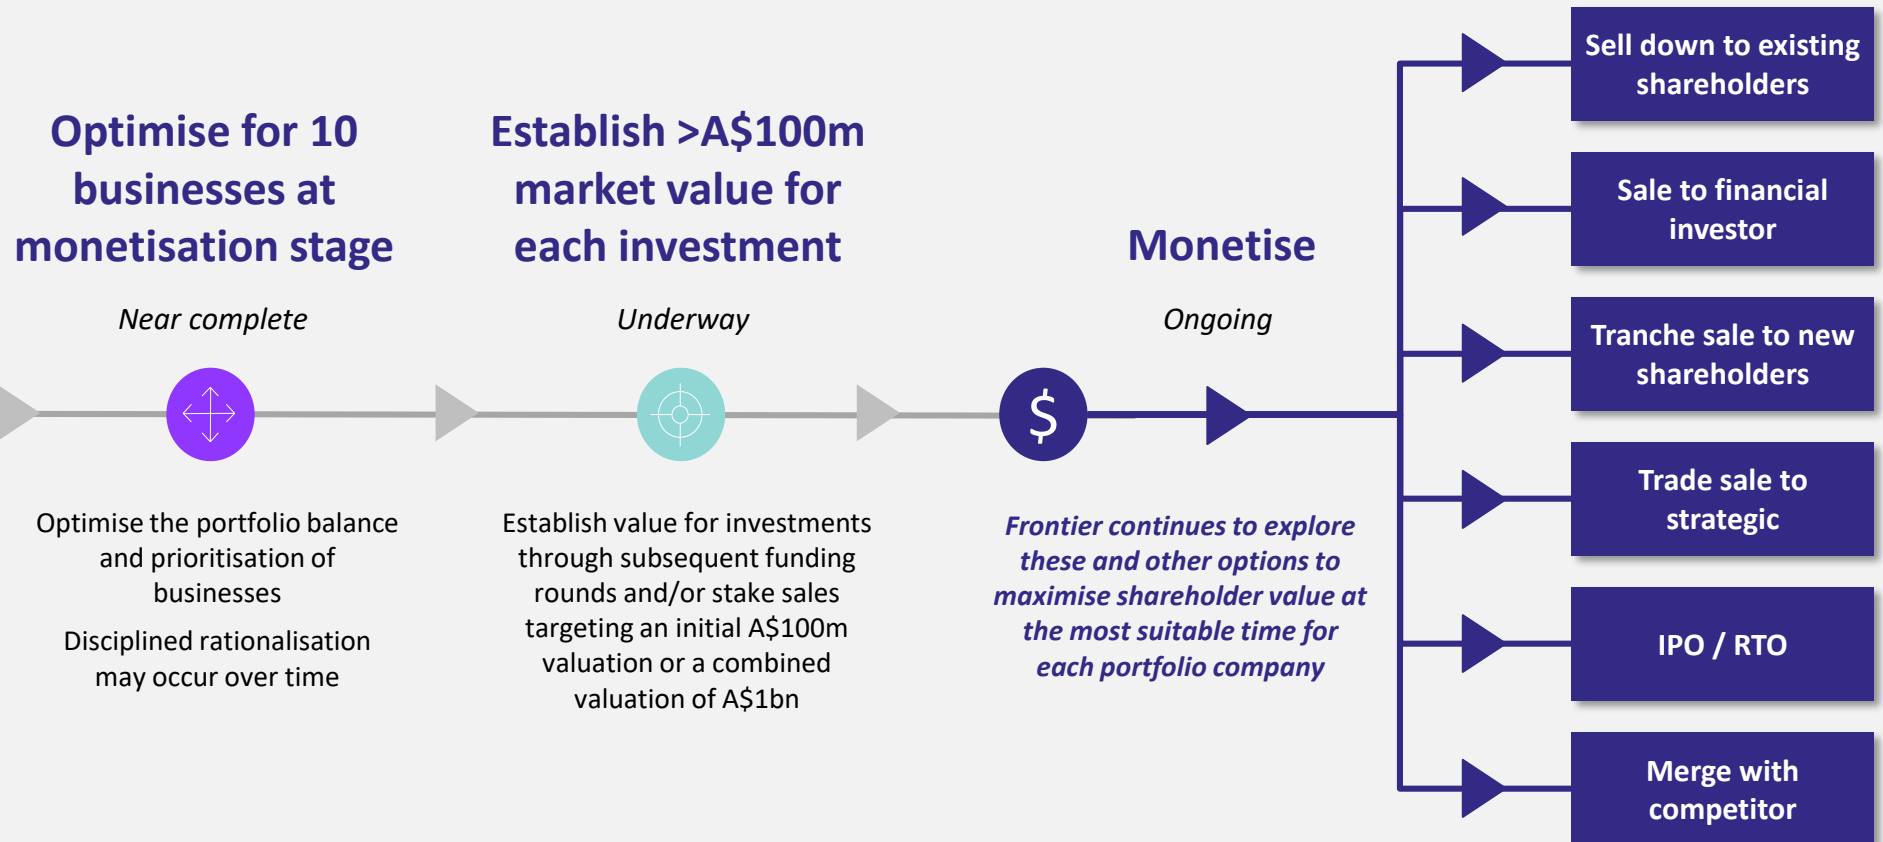 Optimise for 10
businesses at
monetisation stage
Near complete
Optimise the portfolio balance
and prioritisation of
businesses
Disciplined rationalisation
may occur over time
Establish >A$100m
market value for
each investment
Underway
Establish value for investments
through subsequent funding
rounds and/or stake sales
targeting an initial A$100m
valuation or a combined
valuation of A$1bn
Monetise
Ongoing
$
Frontier continues to explore
these and other options to
maximise shareholder value at
the most suitable time for
each portfolio company
Sell down to existing
shareholders
Sale to financial
investor
Tranche sale to new
shareholders
Trade sale to
strategic
IPO / RTO
Merge with
competitor